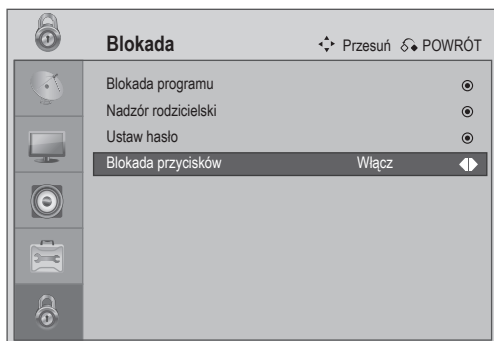 Blokada Przesuń POWRÓT
Blokada programu
Nadzór rodzicielski
Ustaw hasło
Blokada przycisków Włącz